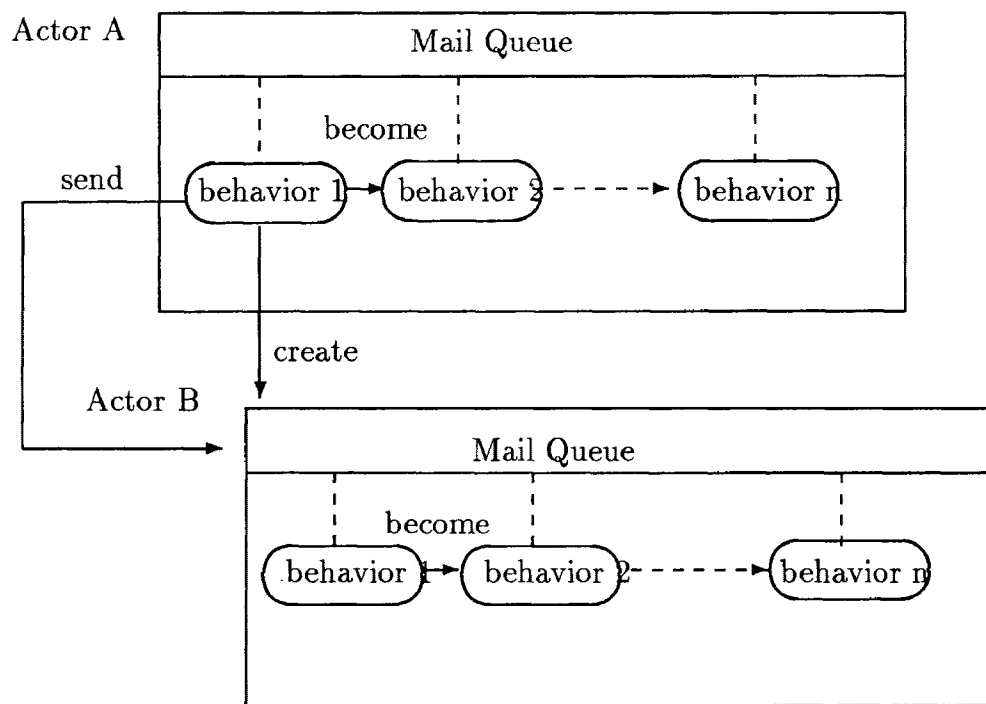 Actor A
Mail Queue
become
send
behavior 1
behavior 2
behavior n
create
Actor B
Mail Queue
become
behavior 1
behavior 2
behavior n